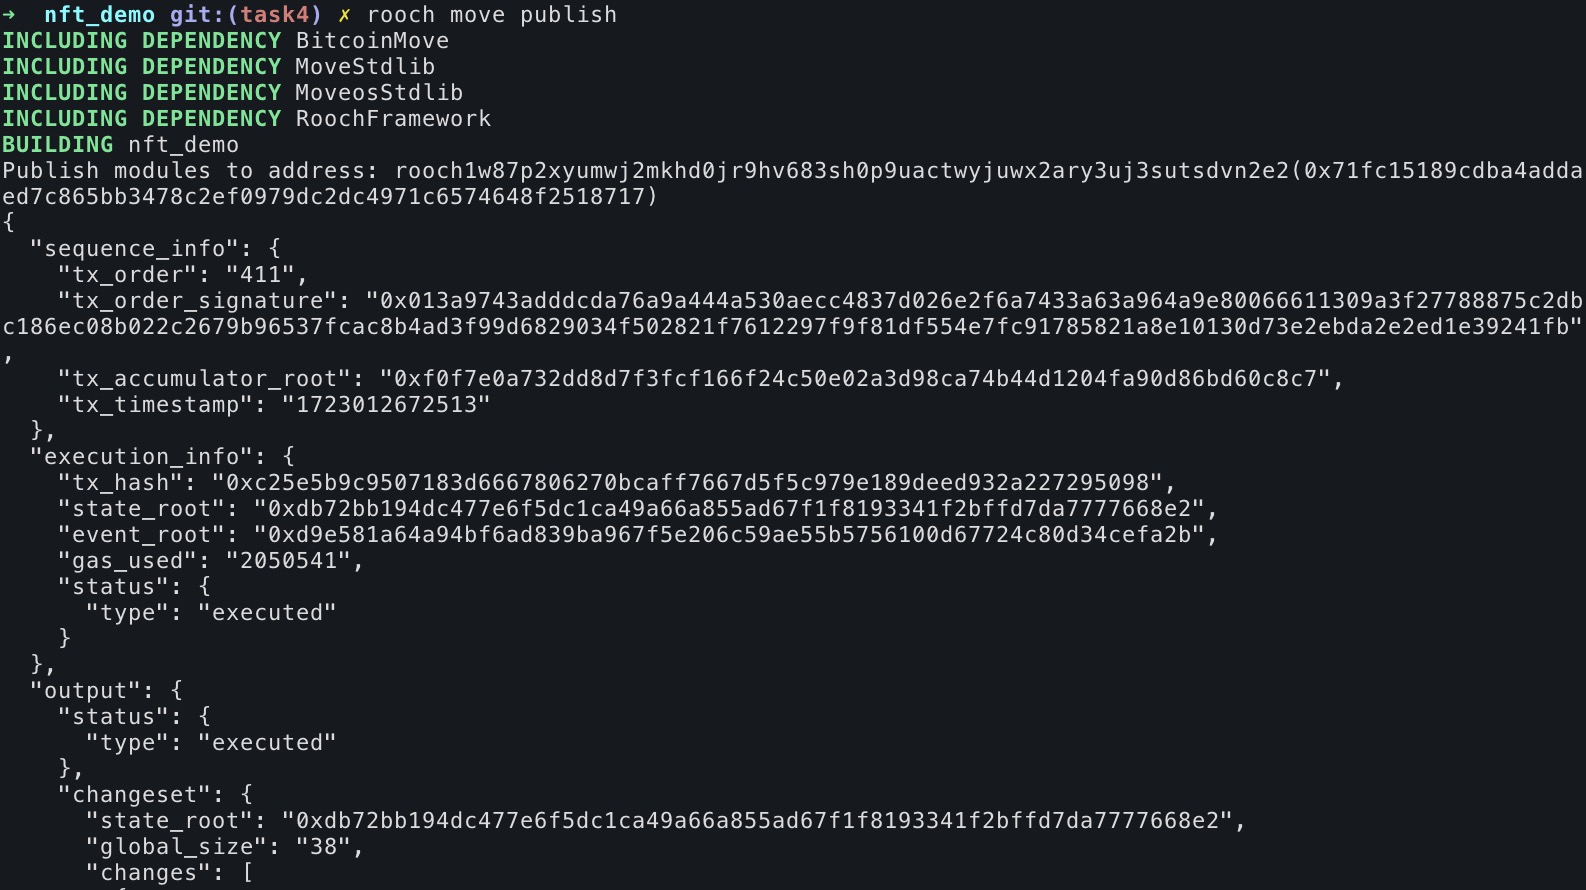 ➜  nft_demo git:(task4) ✗ rooch move publish
INCLUDING DEPENDENCY BitcoinMove
INCLUDING DEPENDENCY MoveStdlib
INCLUDING DEPENDENCY MoveosStdlib
INCLUDING DEPENDENCY RoochFramework
BUILDING nft_demo
Publish modules to address: rooch1w87p2xyumwj2mkhd0jr9hv683sh0p9uactwyjuwx2ary3uj3sutsdvn2e2(0x71fc15189cdba4adda
ed7c865bb3478c2ef0979dc2dc4971c6574648f2518717)
{
  "sequence_info": {
    "tx_order": "411",
    "tx_order_signature": "0x013a9743adddcda76a9a444a530aecc4837d026e2f6a7433a63a964a9e80066611309a3f27788875c2db
c186ec08b022c2679b96537fcac8b4ad3f99d6829034f502821f7612297f9f81df554e7fc91785821a8e10130d73e2ebda2e2ed1e39241fb"
,
    "tx_accumulator_root": "0xf0f7e0a732dd8d7f3fcf166f24c50e02a3d98ca74b44d1204fa90d86bd60c8c7",
    "tx_timestamp": "1723012672513"
  },
  "execution_info": {
    "tx_hash": "0xc25e5b9c9507183d6667806270bcaff7667d5f5c979e189deed932a227295098",
    "state_root": "0xdb72bb194dc477e6f5dc1ca49a66a855ad67f1f8193341f2bffd7da7777668e2",
    "event_root": "0xd9e581a64a94bf6ad839ba967f5e206c59ae55b5756100d67724c80d34cefa2b",
    "gas_used": "2050541",
    "status": {
      "type": "executed"
    }
  },
  "output": {
    "status": {
      "type": "executed"
    },
    "changeset": {
      "state_root": "0xdb72bb194dc477e6f5dc1ca49a66a855ad67f1f8193341f2bffd7da7777668e2",
      "global_size": "38",
      "changes": [